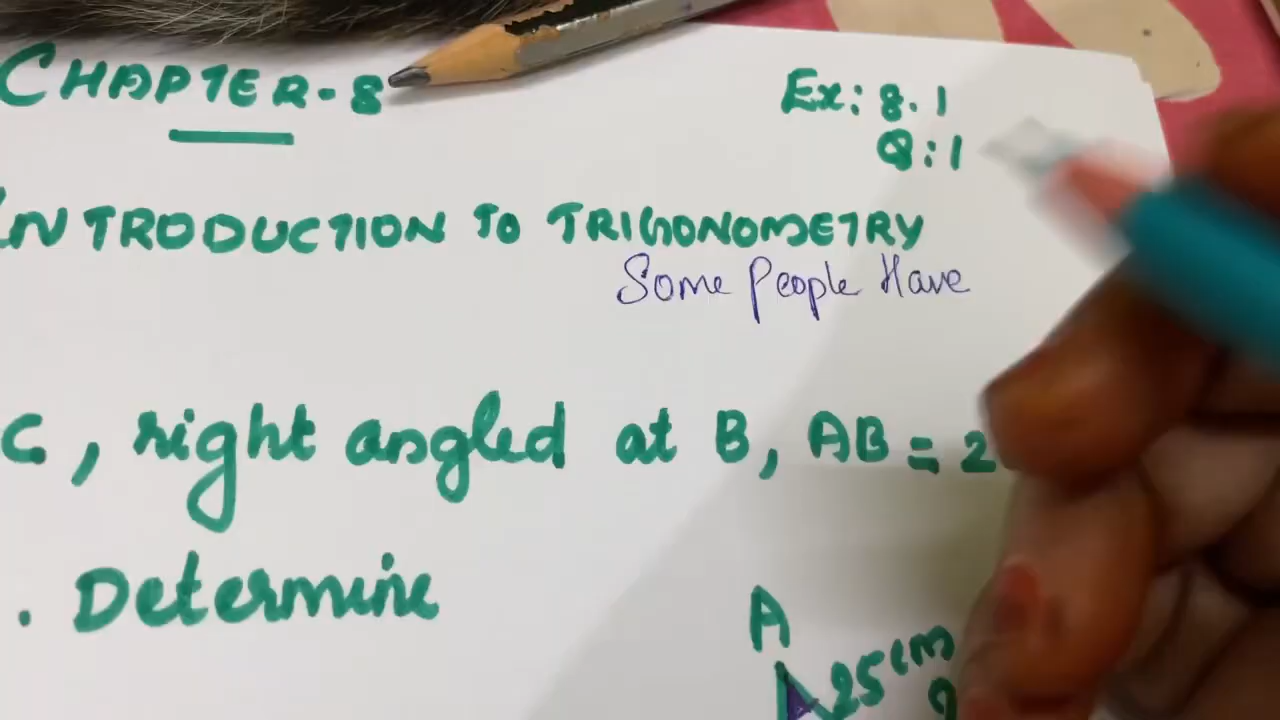 CHAPTER-8
Ex: 8.1
Q:1
INTRODUCTION TO TRIGONOMETRY
Some People Have
C, right angled at B, AB = 2
. Determine
A
25cm